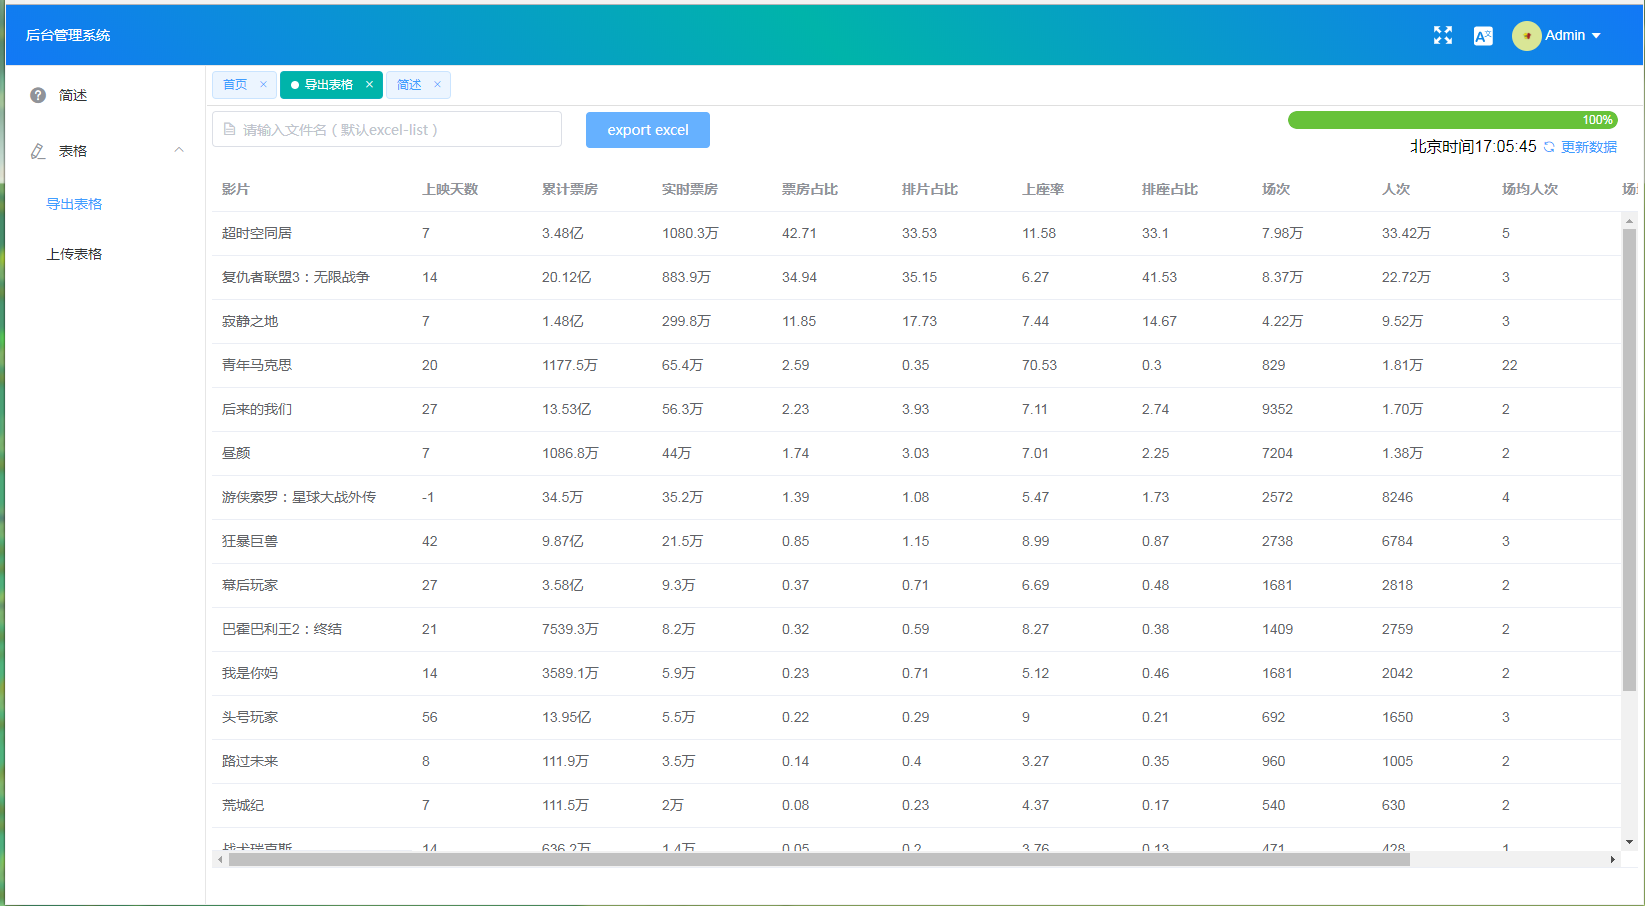 后台管理系统
Admin
简述
表格
导出表格
上传表格
首页 × 导出表格 × 简述 ×
请输入文件名（默认excel-list）
export excel
100%
北京时间17:05:45 更新数据
影片 上映天数 累计票房 实时票房 票房占比 排片占比 上座率 排座占比 场次 人次 场均人次
超时空同居 7 3.48亿 1080.3万 42.71 33.53 11.58 33.1 7.98万 33.42万 5
复仇者联盟3：无限战争 14 20.12亿 883.9万 34.94 35.15 6.27 41.53 8.37万 22.72万 3
寂静之地 7 1.48亿 299.8万 11.85 17.73 7.44 14.67 4.22万 9.52万 3
青年马克思 20 1177.5万 65.4万 2.59 0.35 70.53 0.3 829 1.81万 22
后来的我们 27 13.53亿 56.3万 2.23 3.93 7.11 2.74 9352 1.70万 2
昼颜 7 1086.8万 44万 1.74 3.03 7.01 2.25 7204 1.38万 2
游侠索罗：星球大战外传 -1 34.5万 35.2万 1.39 1.08 5.47 1.73 2572 8246 4
狂暴巨兽 42 9.87亿 21.5万 0.85 1.15 8.99 0.87 2738 6784 3
幕后玩家 27 3.58亿 9.3万 0.37 0.71 6.69 0.48 1681 2818 2
巴霍巴利王2：终结 21 7539.3万 8.2万 0.32 0.59 8.27 0.38 1409 2759 2
我是你妈 14 3589.1万 5.9万 0.23 0.71 5.12 0.46 1681 2042 2
头号玩家 56 13.95亿 5.5万 0.22 0.29 9 0.21 692 1650 3
路过未来 8 111.9万 3.5万 0.14 0.4 3.27 0.35 960 1005 2
荒城纪 7 111.5万 2万 0.08 0.23 4.37 0.17 540 630 2
战犬瑞克斯 14 636.2万 1.4万 0.05 0.2 3.76 0.13 471 428 1